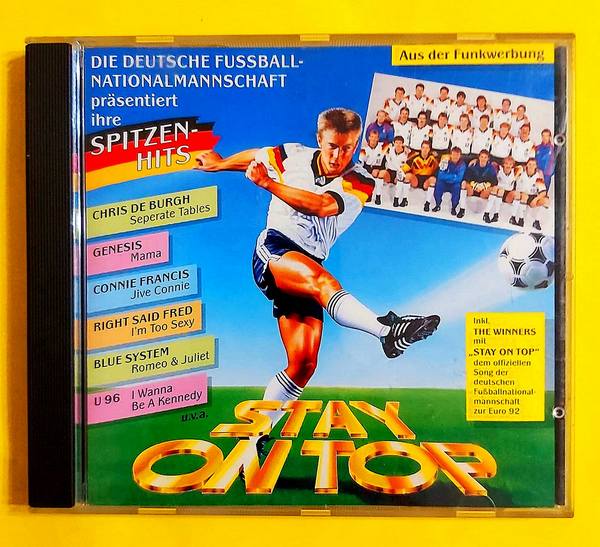 DIE DEUTSCHE FUSSBALL-
NATIONALMANNSCHAFT
präsentiert
ihre
SPITZEN-
HITS
Aus der Funkwerbung
CHRIS DE BURGH
Seperate Tables
GENESIS
Mama
CONNIE FRANCIS
Jive Connie
RIGHT SAID FRED
I'm Too Sexy
BLUE SYSTEM
Romeo & Juliet
U 96 I Wanna
Be A Kennedy
u.v.a.
Inkl.
THE WINNERS
mit
„STAY ON TOP"
dem offiziellen
Song der
deutschen
Fußballnational-
mannschaft
zur Euro 92
STAY
ON TOP